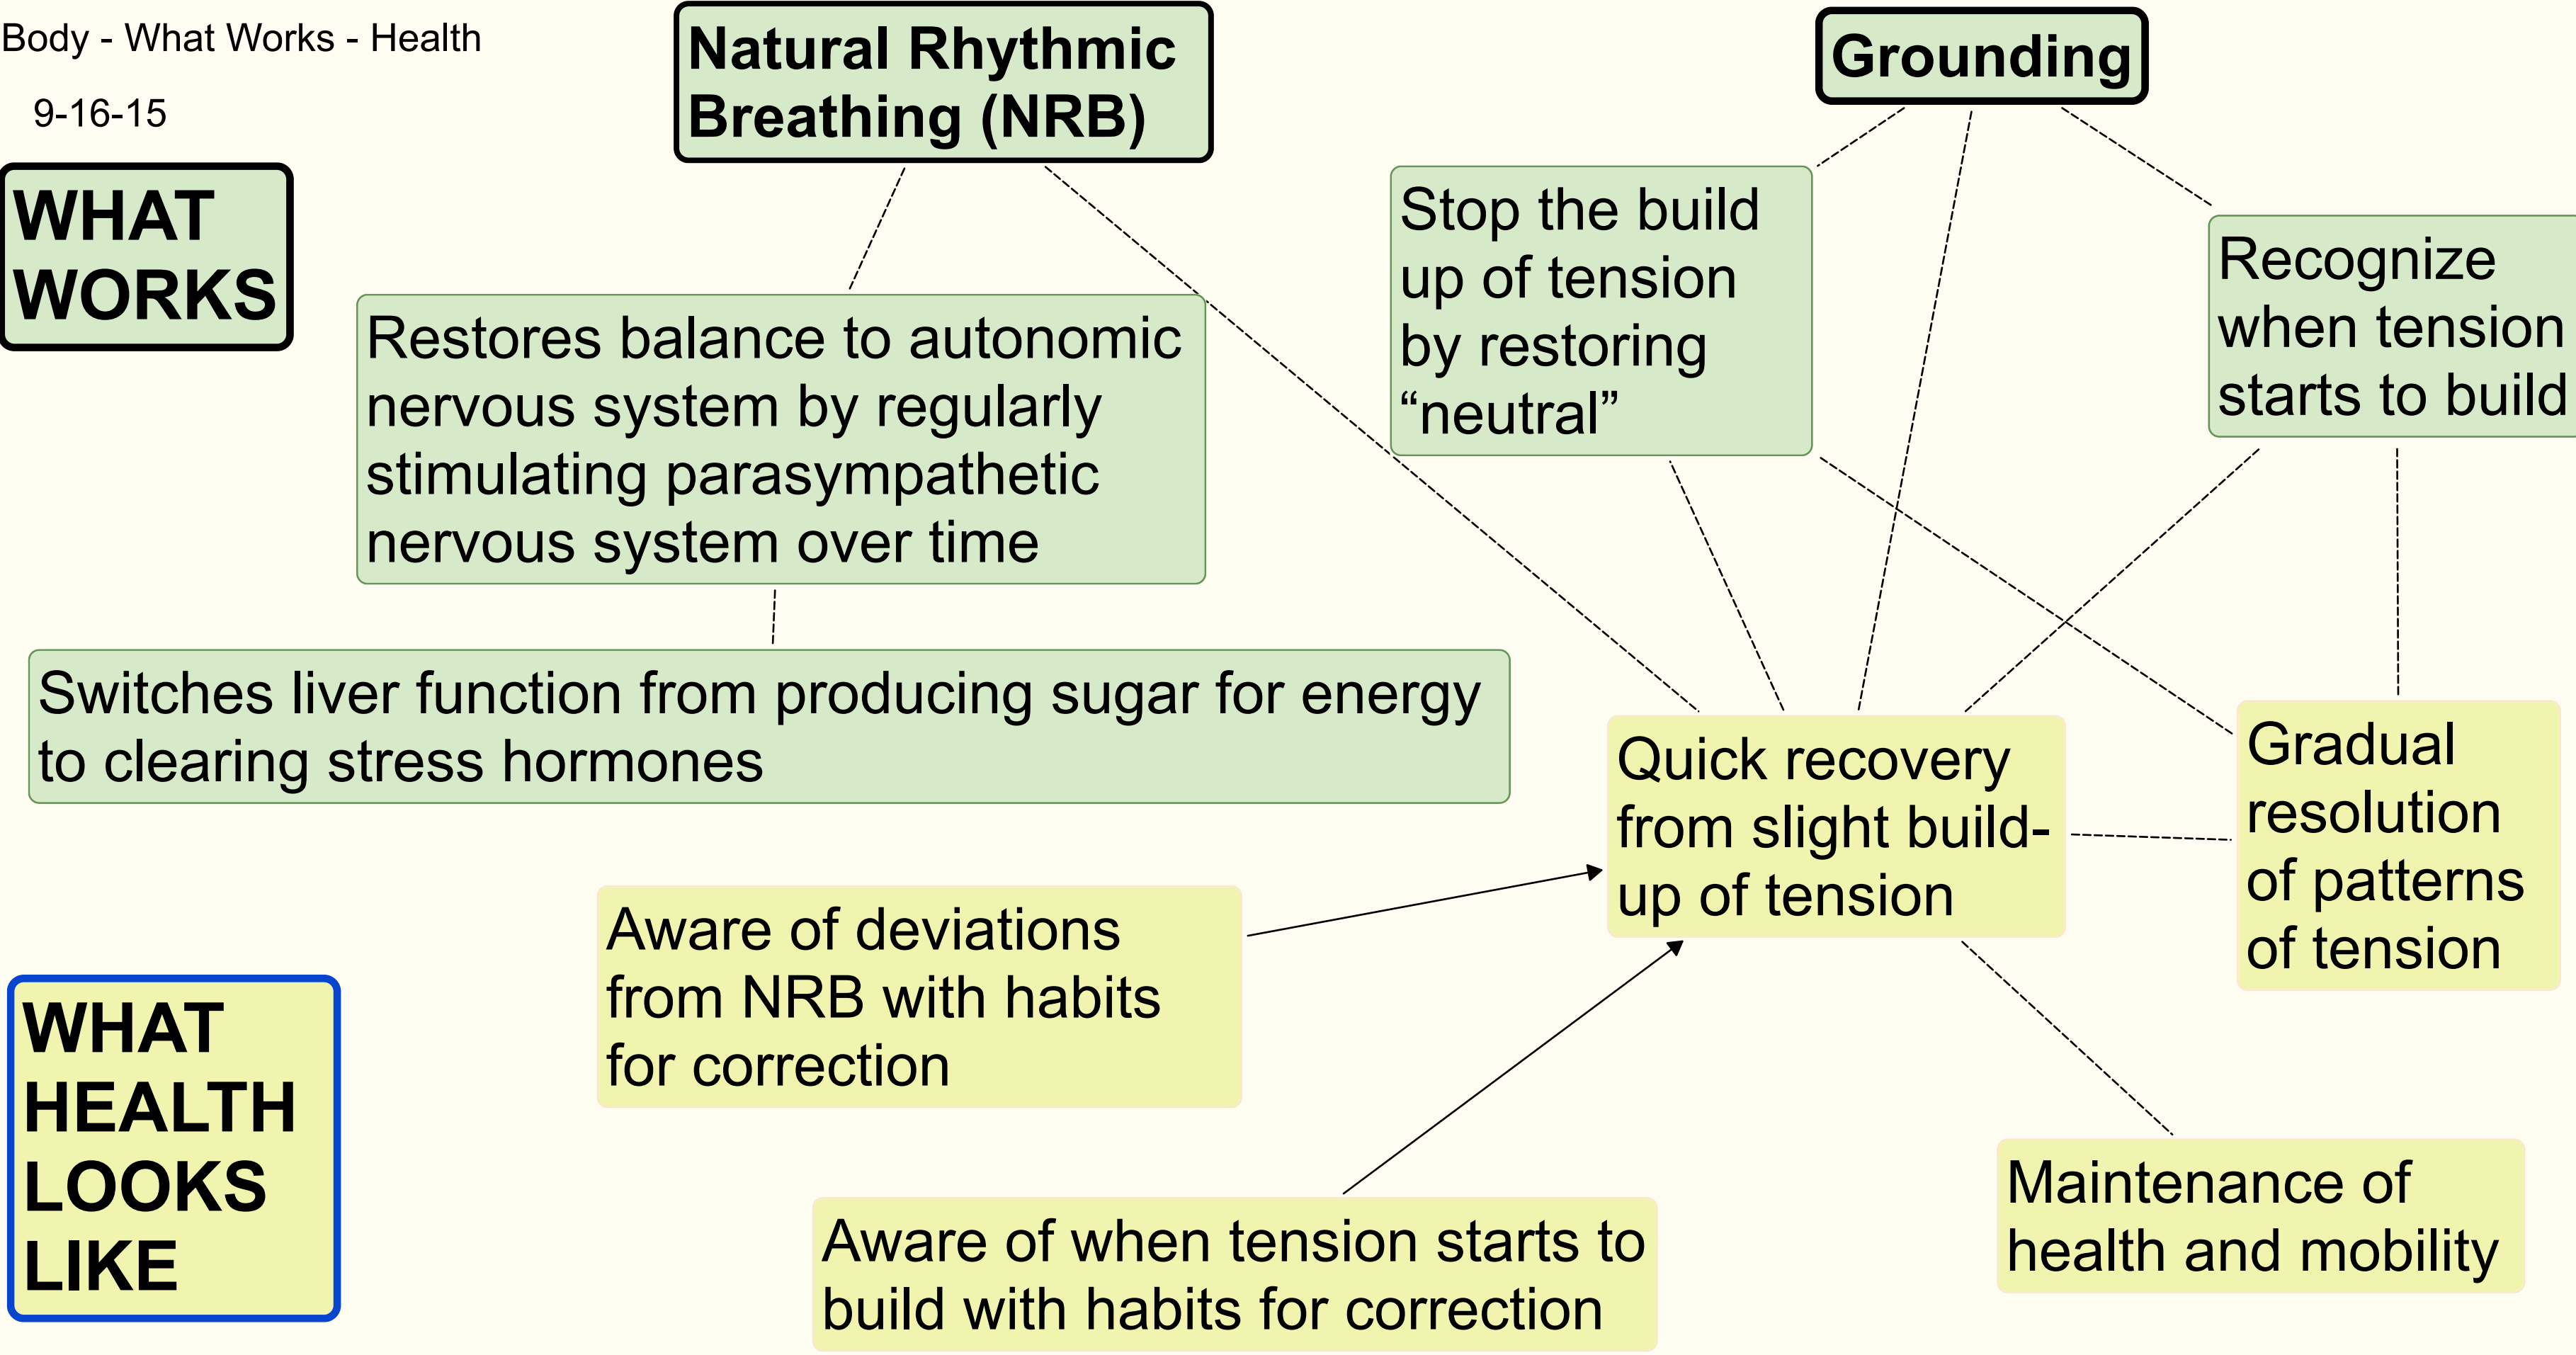 Body - What Works - Health
9-16-15
WHAT
WORKS
Natural Rhythmic
Breathing (NRB)
Grounding
Restores balance to autonomic
nervous system by regularly
stimulating parasympathetic
nervous system over time
Stop the build
up of tension
by restoring
“neutral”
Recognize
when tension
starts to build
Switches liver function from producing sugar for energy
to clearing stress hormones
Quick recovery
from slight build-
up of tension
Gradual
resolution
of patterns
of tension
Aware of deviations
from NRB with habits
for correction
WHAT
HEALTH
LOOKS
LIKE
Aware of when tension starts to
build with habits for correction
Maintenance of
health and mobility